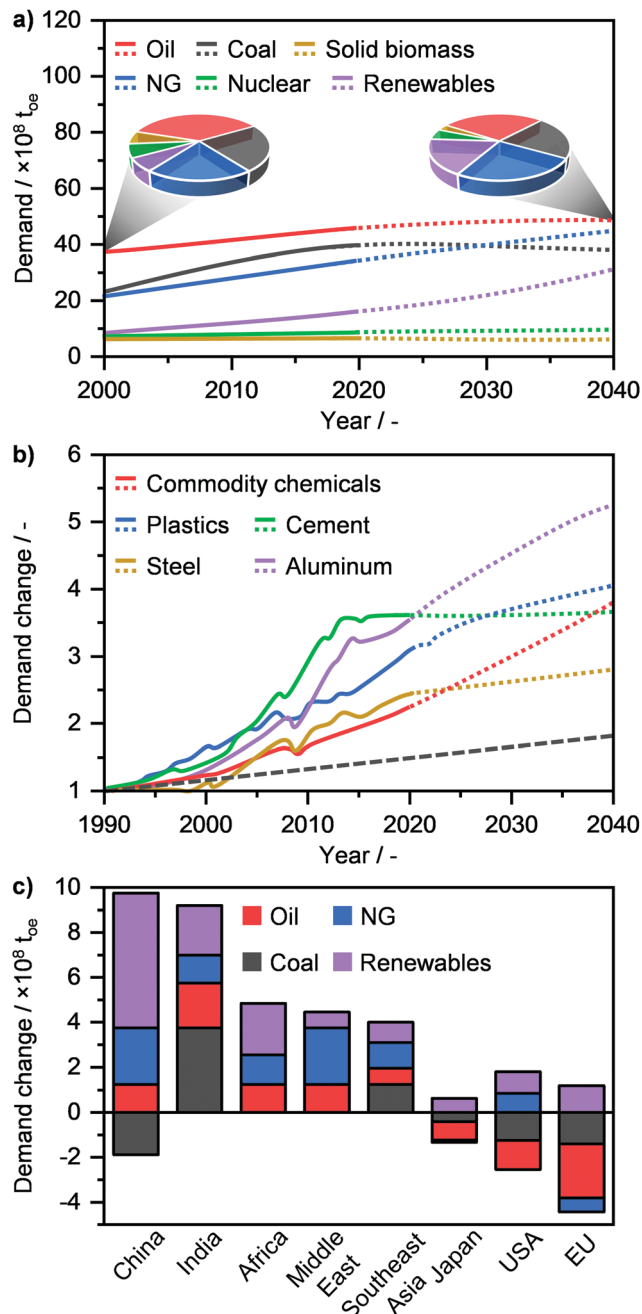 a)
Oil Coal Solid biomass
NG Nuclear Renewables
Demand / ×10⁸ tₒₑ
120
100
80
60
40
20
0
2000 2010 2020 2030 2040
Year / -
b)
Commodity chemicals
Plastics Cement
Steel Aluminum
Demand change / -
6
5
4
3
2
1
1990 2000 2010 2020 2030 2040
Year / -
c)
Oil NG
Coal Renewables
Demand change / ×10⁸ tₒₑ
10
8
6
4
2
0
-2
-4
China
India
Africa
Middle
East
Southeast
Asia
Japan
USA
EU